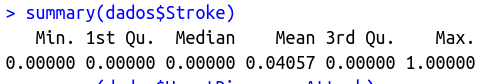 > summary(dados$Stroke)
Min. 1st Qu. Median Mean 3rd Qu. Max.
0.00000 0.00000 0.00000 0.04057 0.00000 1.00000